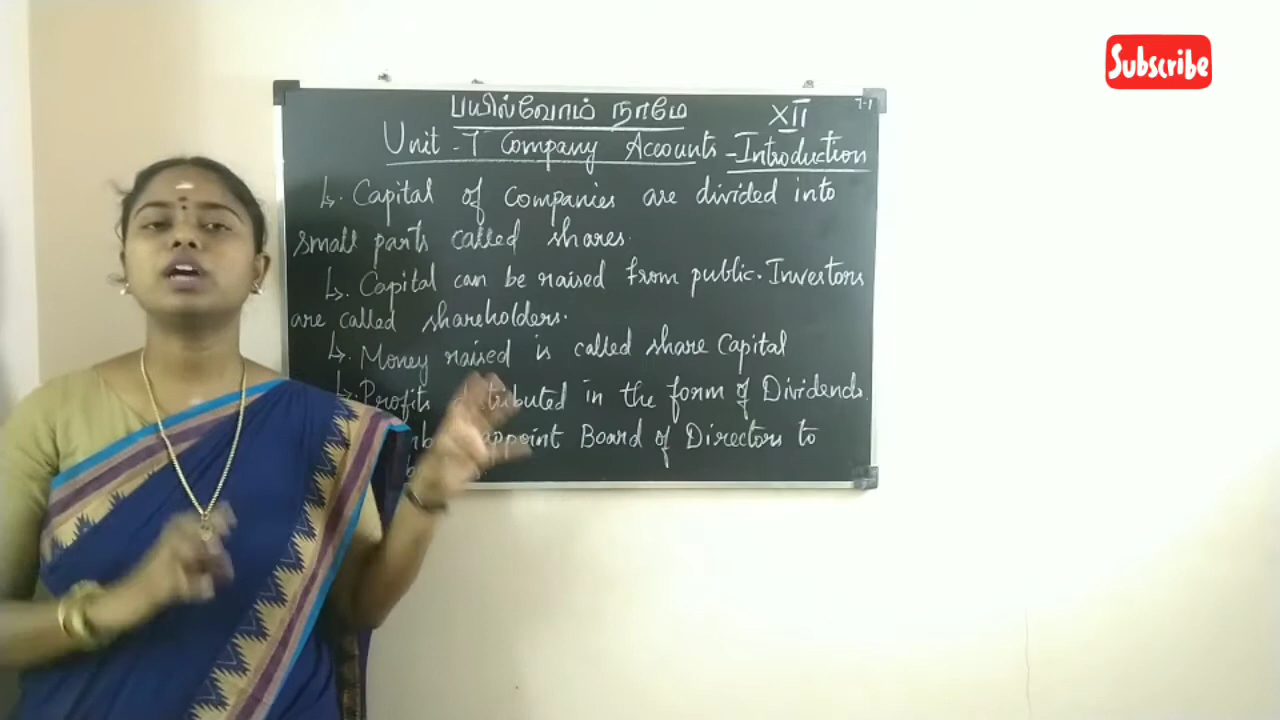 Subscribe
பயில்வோம் நாமே XII 7-1
Unit - 7 Company Accounts - Introduction
↳. Capital of companies are divided into
small parts called shares.
↳. Capital can be raised from public. Investors
are called shareholders.
↳. Money raised is called share Capital
↳. Profits distributed in the form of Dividends.
appoint Board of Directors to